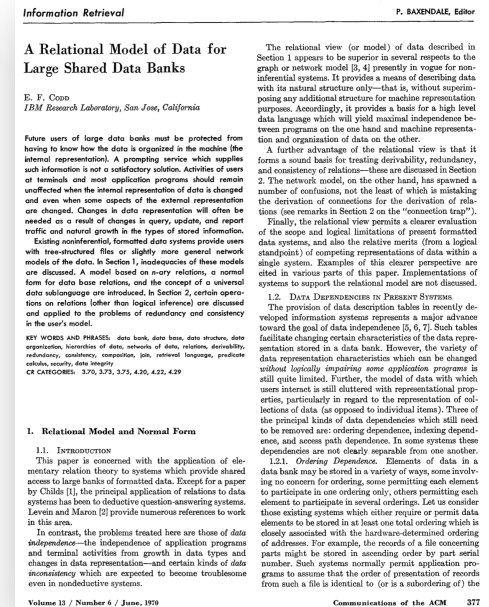 Information Retrieval
P. BAXENDALE, Editor
A Relational Model of Data for
Large Shared Data Banks
E. F. CODD
IBM Research Laboratory, San Jose, California
Future users of large data banks must be protected from
having to know how the data is organized in the machine (the
internal representation). A prompting service which supplies
such information is not a satisfactory solution. Activities of users
at terminals and most application programs should remain
unaffected when the internal representation of data is changed
and even when some aspects of the external representation
are changed. Changes in data representation will often be
needed as a result of changes in query, update, and report
traffic and natural growth in the types of stored information.
Existing noninferential, formatted data systems provide users
with tree-structured files or slightly more general network
models of the data. In Section 1, inadequacies of these models
are discussed. A model based on n-ary relations, a normal
form for data base relations, and the concept of a universal
data sublanguage are introduced. In Section 2, certain opera-
tions on relations (other than logical inference) are discussed
and applied to the problems of redundancy and consistency
in the user's model.
KEY WORDS AND PHRASES: data bank, data base, data structure, data
organization, hierarchies of data, networks of data, relations, derivability,
redundancy, consistency, composition, join, retrieval language, predicate
calculus, security, data integrity
CR CATEGORIES: 3.70, 3.73, 3.75, 4.20, 4.22, 4.29
1. Relational Model and Normal Form
1.1. INTRODUCTION
This paper is concerned with the application of ele-
mentary relation theory to systems which provide shared
access to large banks of formatted data. Except for a paper
by Childs [1], the principal application of relations to data
systems has been to deductive question-answering systems.
Levein and Maron [2] provide numerous references to work
in this area.
In contrast, the problems treated here are those of data
independence—the independence of application programs
and terminal activities from growth in data types and
changes in data representation—and certain kinds of data
inconsistency which are expected to become troublesome
even in nondeductive systems.
The relational view (or model) of data described in
Section 1 appears to be superior in several respects to the
graph or network model [3, 4] presently in vogue for non-
inferential systems. It provides a means of describing data
with its natural structure only—that is, without superim-
posing any additional structure for machine representation
purposes. Accordingly, it provides a basis for a high level
data language which will yield maximal independence be-
tween programs on the one hand and machine representa-
tion and organization of data on the other.
A further advantage of the relational view is that it
forms a sound basis for treating derivability, redundancy,
and consistency of relations—these are discussed in Section
2. The network model, on the other hand, has spawned a
number of confusions, not the least of which is mistaking
the derivation of connections for the derivation of rela-
tions (see remarks in Section 2 on the "connection trap").
Finally, the relational view permits a clearer evaluation
of the scope and logical limitations of present formatted
data systems, and also the relative merits (from a logical
standpoint) of competing representations of data within a
single system. Examples of this clearer perspective are
cited in various parts of this paper. Implementations of
systems to support the relational model are not discussed.
1.2. DATA DEPENDENCIES IN PRESENT SYSTEMS
The provision of data description tables in recently de-
veloped information systems represents a major advance
toward the goal of data independence [5, 6, 7]. Such tables
facilitate changing certain characteristics of the data repre-
sentation stored in a data bank. However, the variety of
data representation characteristics which can be changed
without logically impairing some application programs is
still quite limited. Further, the model of data with which
users interact is still cluttered with representational prop-
erties, particularly in regard to the representation of col-
lections of data (as opposed to individual items). Three of
the principal kinds of data dependencies which still need
to be removed are: ordering dependence, indexing depend-
ence, and access path dependence. In some systems these
dependencies are not clearly separable from one another.
1.2.1. Ordering Dependence. Elements of data in a
data bank may be stored in a variety of ways, some involv-
ing no concern for ordering, some permitting each element
to participate in one ordering only, others permitting each
element to participate in several orderings. Let us consider
those existing systems which either require or permit data
elements to be stored in at least one total ordering which is
closely associated with the hardware-determined ordering
of addresses. For example, the records of a file concerning
parts might be stored in ascending order by part serial
number. Such systems normally permit application pro-
grams to assume that the order of presentation of records
from such a file is identical to (or is a subordering of) the
Volume 13 / Number 6 / June, 1970
Communications of the ACM 377